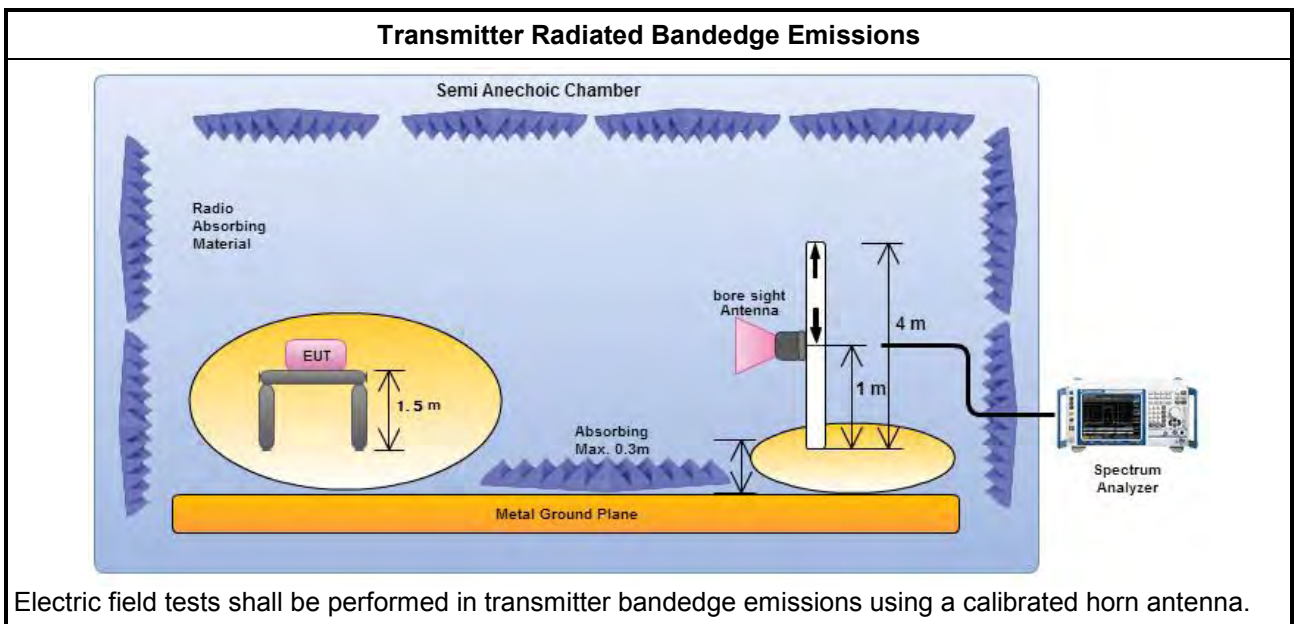 Transmitter Radiated Bandedge Emissions
Semi Anechoic Chamber
Radio
Absorbing
Material
bore sight
Antenna
4 m
EUT
1 m
1.5 m
Absorbing
Max. 0.3m
Spectrum
Analyzer
Metal Ground Plane
Electric field tests shall be performed in transmitter bandedge emissions using a calibrated horn antenna.